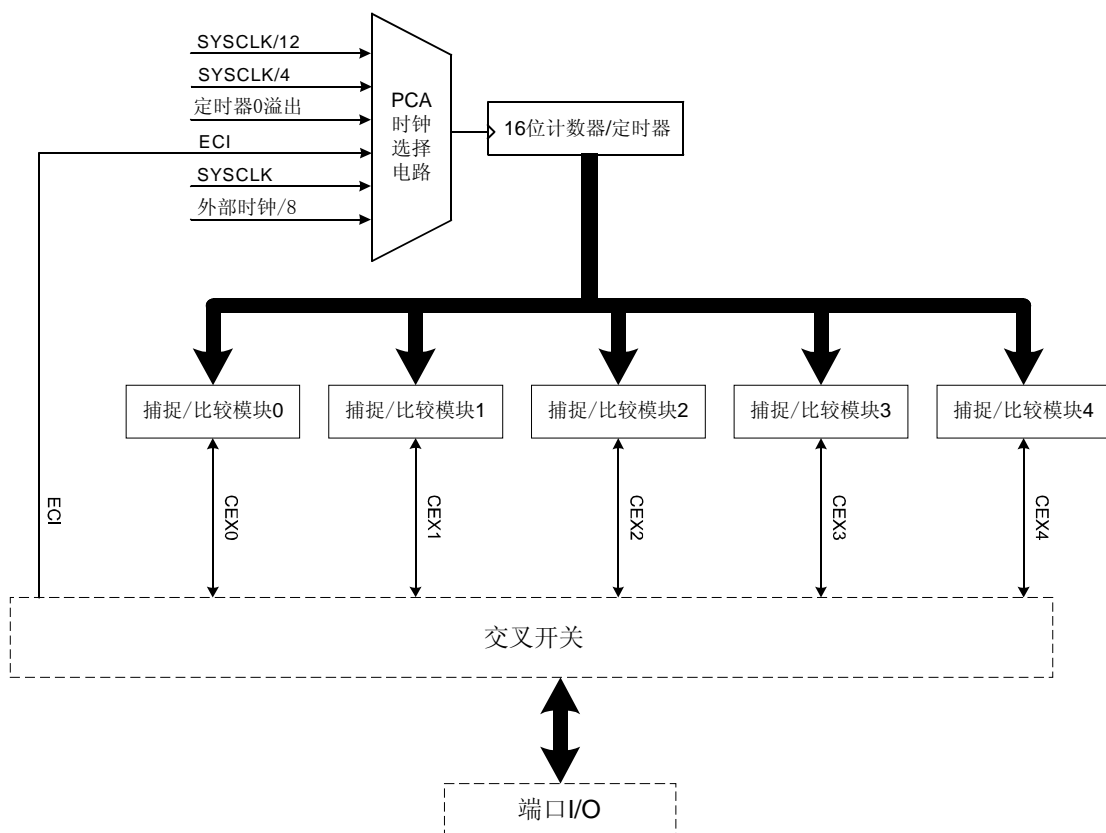 SYSCLK/12
SYSCLK/4
定时器0溢出
ECI
SYSCLK
外部时钟/8
PCA
时钟
选择
电路
16位计数器/定时器
捕捉/比较模块0
捕捉/比较模块1
捕捉/比较模块2
捕捉/比较模块3
捕捉/比较模块4
ECI
CEX0
CEX1
CEX2
CEX3
CEX4
交叉开关
端口I/O